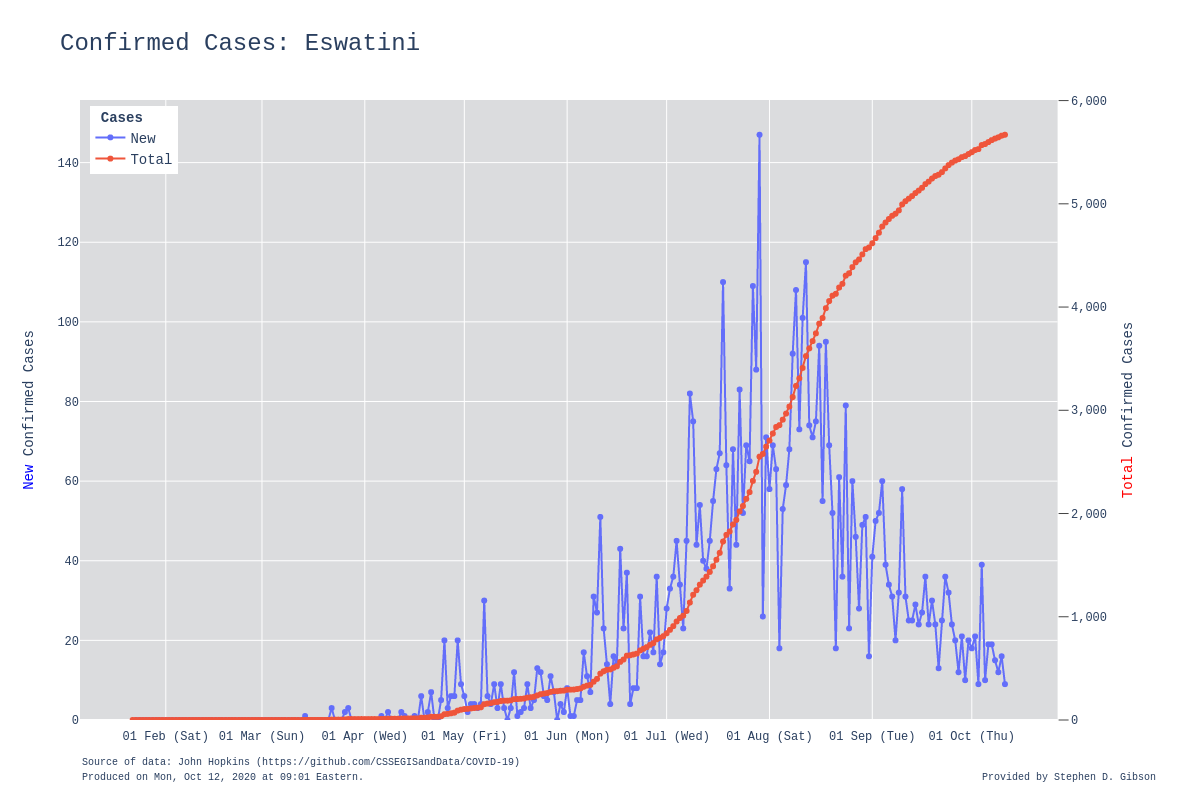 Confirmed Cases: Eswatini
Cases
New
Total
140
120
100
80
60
40
20
0
6,000
5,000
4,000
3,000
2,000
1,000
0
New Confirmed Cases
Total Confirmed Cases
01 Feb (Sat)
01 Mar (Sun)
01 Apr (Wed)
01 May (Fri)
01 Jun (Mon)
01 Jul (Wed)
01 Aug (Sat)
01 Sep (Tue)
01 Oct (Thu)
Source of data: John Hopkins (https://github.com/CSSEGISandData/COVID-19)
Produced on Mon, Oct 12, 2020 at 09:01 Eastern.
Provided by Stephen D. Gibson